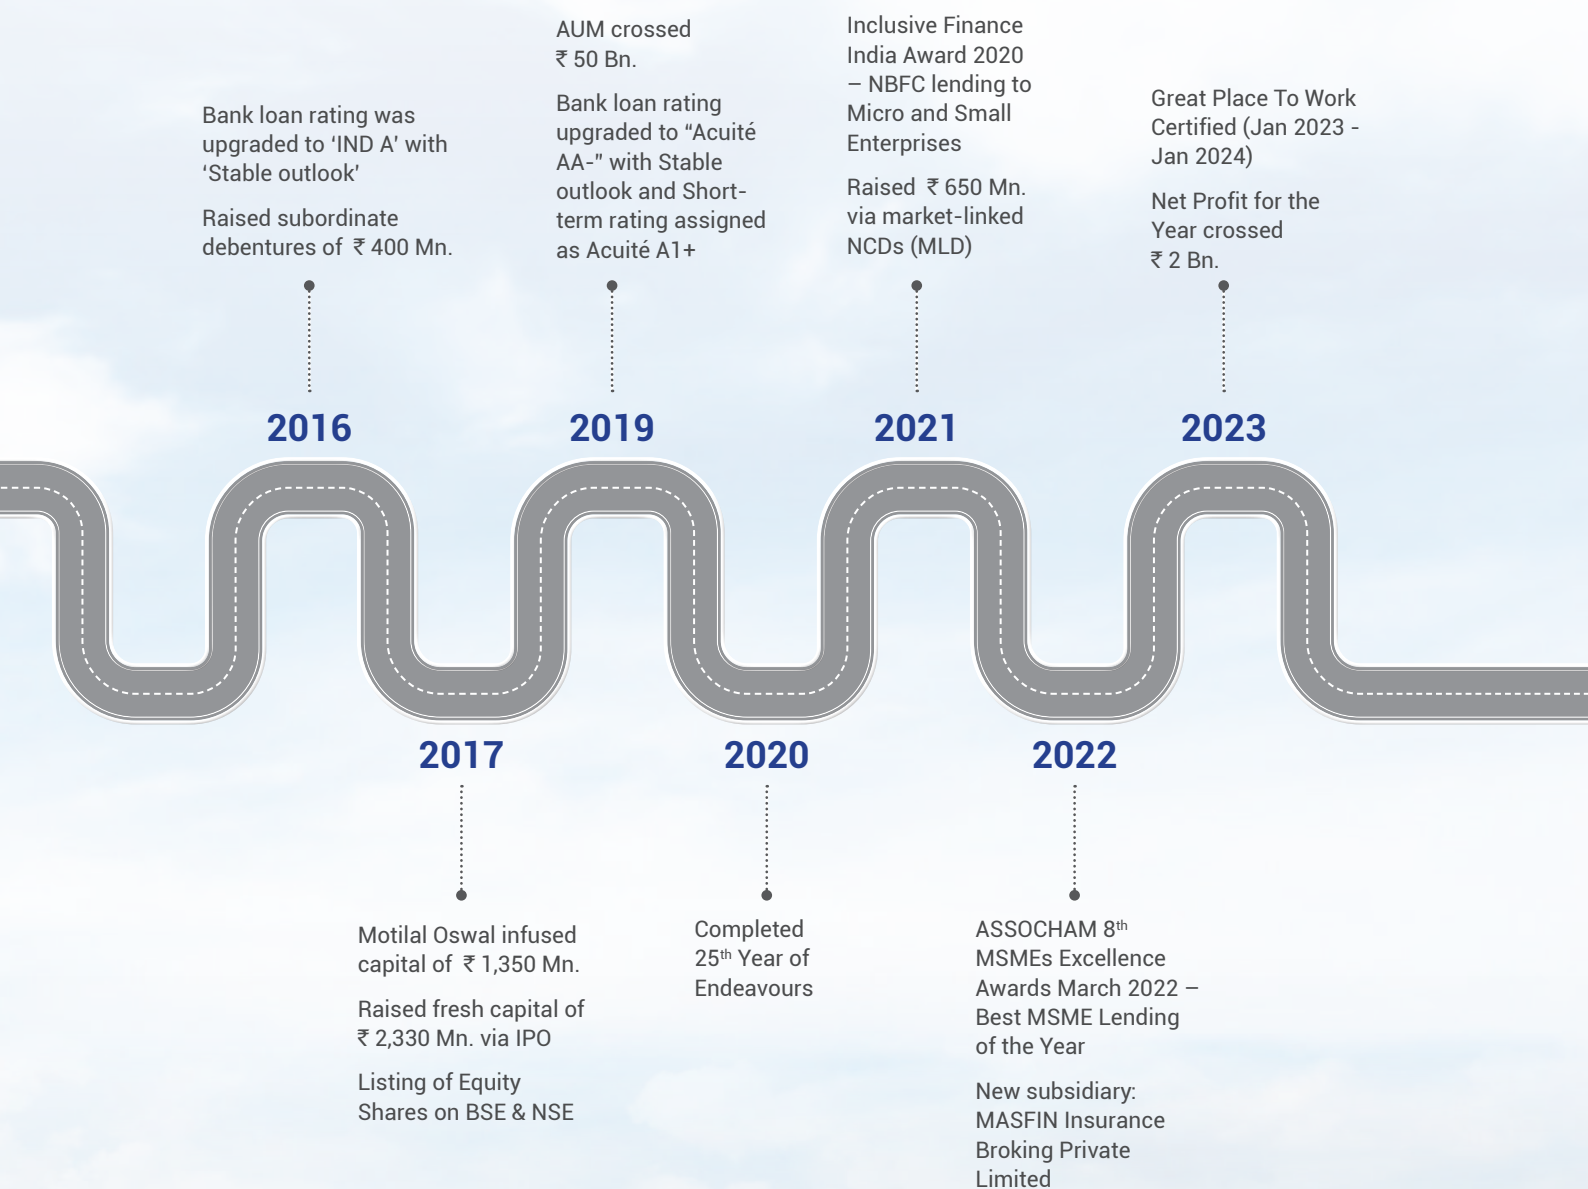 Bank loan rating was
upgraded to ‘IND A’ with
‘Stable outlook’
Raised subordinate
debentures of ₹ 400 Mn.
2016
AUM crossed
₹ 50 Bn.
Bank loan rating
upgraded to “Acuité
AA-” with Stable
outlook and Short-
term rating assigned
as Acuité A1+
2019
Inclusive Finance
India Award 2020
– NBFC lending to
Micro and Small
Enterprises
Raised ₹ 650 Mn.
via market-linked
NCDs (MLD)
2021
Great Place To Work
Certified (Jan 2023 -
Jan 2024)
Net Profit for the
Year crossed
₹ 2 Bn.
2023
2017
Motilal Oswal infused
capital of ₹ 1,350 Mn.
Raised fresh capital of
₹ 2,330 Mn. via IPO
Listing of Equity
Shares on BSE & NSE
2020
Completed
25th Year of
Endeavours
2022
ASSOCHAM 8th
MSMEs Excellence
Awards March 2022 –
Best MSME Lending
of the Year
New subsidiary:
MASFIN Insurance
Broking Private
Limited